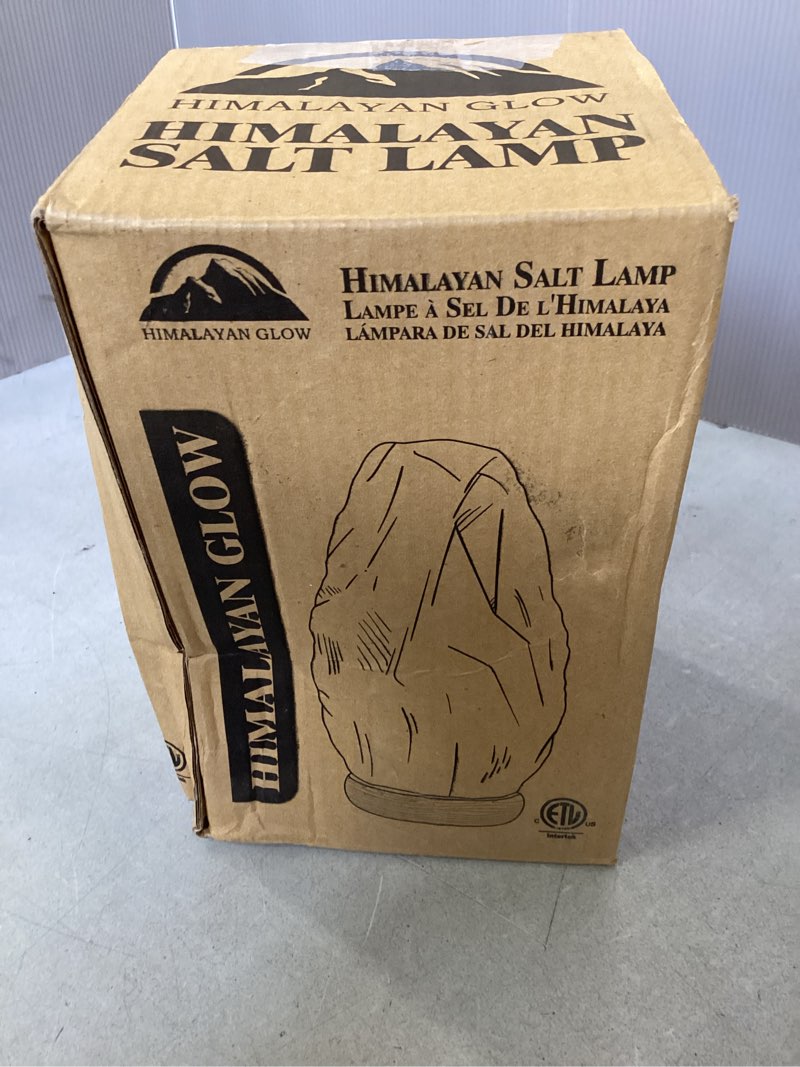 HIMALAYAN GLOW
HIMALAYAN
SALT LAMP
HIMALAYAN GLOW
HIMALAYAN SALT LAMP
LAMPE À SEL DE L'HIMALAYA
LÁMPARA DE SAL DEL HIMALAYA
HIMALAYAN GLOW
C ETL US
Intertek